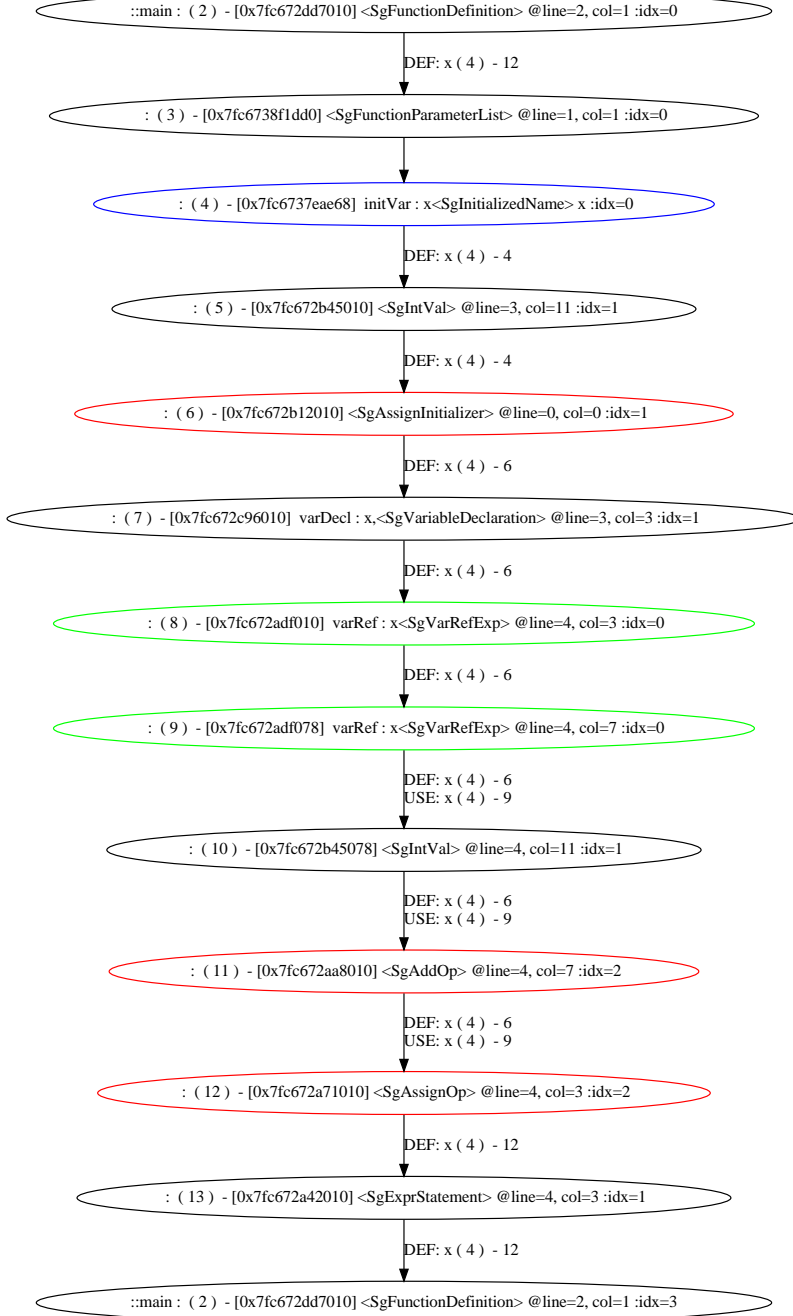 ::main : ( 2 ) - [0x7fc672dd7010] <SgFunctionDefinition> @line=2, col=1 :idx=0
DEF: x ( 4 ) - 12
: ( 3 ) - [0x7fc6738f1dd0] <SgFunctionParameterList> @line=1, col=1 :idx=0
: ( 4 ) - [0x7fc6737eae68] initVar : x<SgInitializedName> x :idx=0
DEF: x ( 4 ) - 4
: ( 5 ) - [0x7fc672b45010] <SgIntVal> @line=3, col=11 :idx=1
DEF: x ( 4 ) - 4
: ( 6 ) - [0x7fc672b12010] <SgAssignInitializer> @line=0, col=0 :idx=1
DEF: x ( 4 ) - 6
: ( 7 ) - [0x7fc672c96010] varDecl : x,<SgVariableDeclaration> @line=3, col=3 :idx=1
DEF: x ( 4 ) - 6
: ( 8 ) - [0x7fc672adf010] varRef : x<SgVarRefExp> @line=4, col=3 :idx=0
DEF: x ( 4 ) - 6
: ( 9 ) - [0x7fc672adf078] varRef : x<SgVarRefExp> @line=4, col=7 :idx=0
DEF: x ( 4 ) - 6
USE: x ( 4 ) - 9
: ( 10 ) - [0x7fc672b45078] <SgIntVal> @line=4, col=11 :idx=1
DEF: x ( 4 ) - 6
USE: x ( 4 ) - 9
: ( 11 ) - [0x7fc672aa8010] <SgAddOp> @line=4, col=7 :idx=2
DEF: x ( 4 ) - 6
USE: x ( 4 ) - 9
: ( 12 ) - [0x7fc672a71010] <SgAssignOp> @line=4, col=3 :idx=2
DEF: x ( 4 ) - 12
: ( 13 ) - [0x7fc672a42010] <SgExprStatement> @line=4, col=3 :idx=1
DEF: x ( 4 ) - 12
::main : ( 2 ) - [0x7fc672dd7010] <SgFunctionDefinition> @line=2, col=1 :idx=3